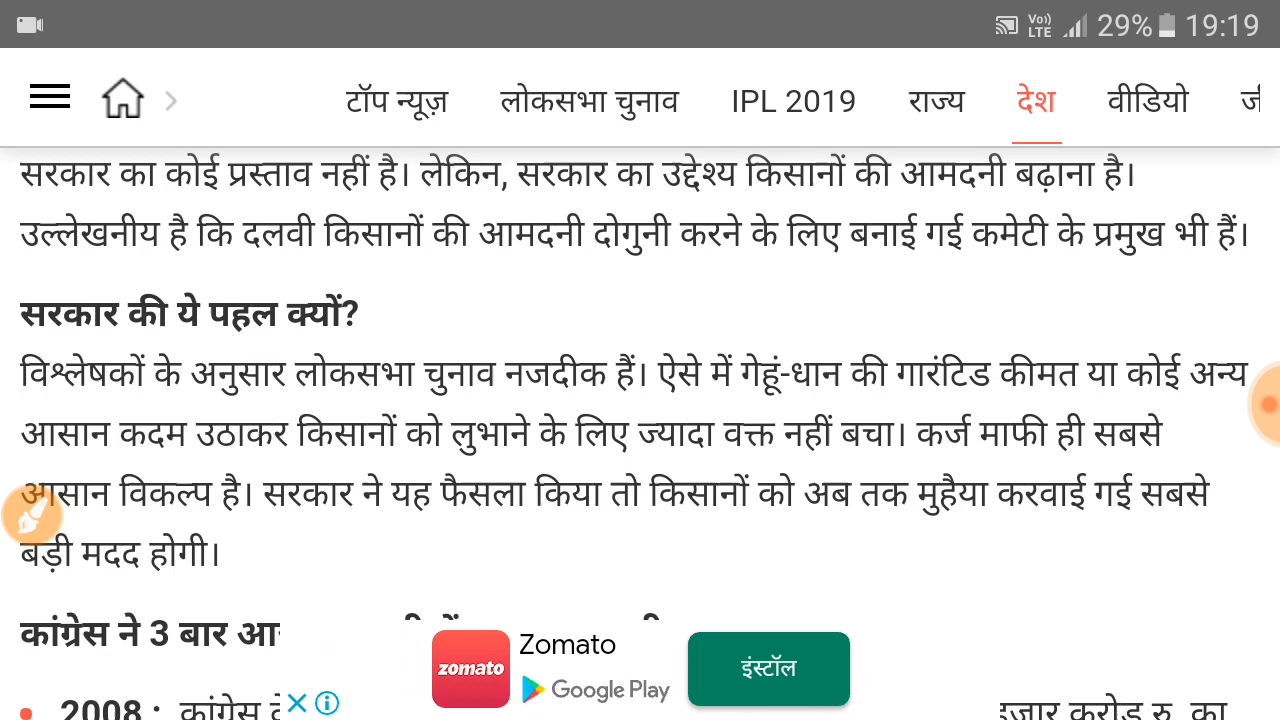 Vo)) LTE 29% 19:19
टॉप न्यूज़ लोकसभा चुनाव IPL 2019 राज्य देश वीडियो
सरकार का कोई प्रस्ताव नहीं है। लेकिन, सरकार का उद्देश्य किसानों की आमदनी बढ़ाना है।
उल्लेखनीय है कि दलवी किसानों की आमदनी दोगुनी करने के लिए बनाई गई कमेटी के प्रमुख भी हैं।
सरकार की ये पहल क्यों?
विश्लेषकों के अनुसार लोकसभा चुनाव नजदीक हैं। ऐसे में गेहूं-धान की गारंटिड कीमत या कोई अन्य
आसान कदम उठाकर किसानों को लुभाने के लिए ज्यादा वक्त नहीं बचा। कर्ज माफी ही सबसे
आसान विकल्प है। सरकार ने यह फैसला किया तो किसानों को अब तक मुहैया करवाई गई सबसे
बड़ी मदद होगी।
कांग्रेस ने 3 बार
Zomato
zomato
Google Play
इंस्टॉल
2008 : कांग्रेस हजार करोड़ रु. का